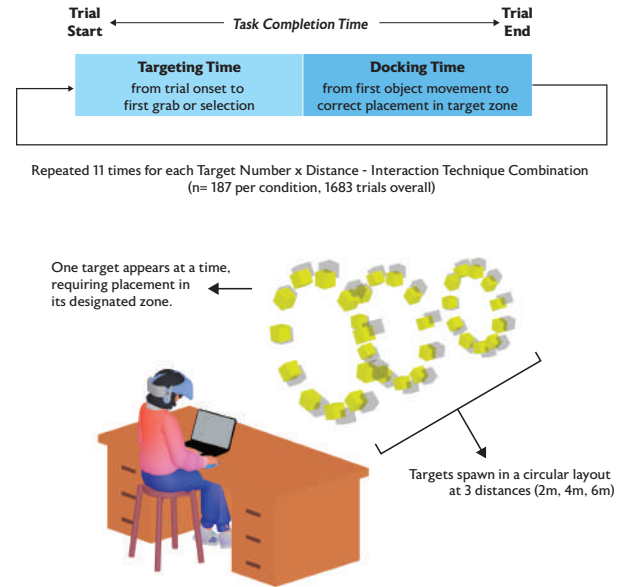 Trial
Start
Task Completion Time
Trial
End
Targeting Time
from trial onset to
first grab or selection
Docking Time
from first object movement to
correct placement in target zone
Repeated 11 times for each Target Number x Distance - Interaction Technique Combination
(n= 187 per condition, 1683 trials overall)
One target appears at a time,
requiring placement in
its designated zone.
Targets spawn in a circular layout
at 3 distances (2m, 4m, 6m)